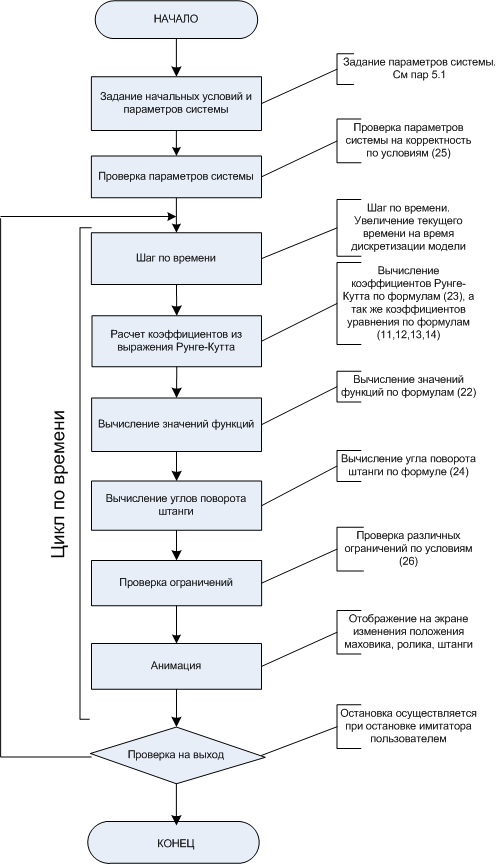 НАЧАЛО
Задание начальных условий и
параметров системы
Задание параметров системы.
См пар 5.1
Проверка параметров системы
Проверка параметров
системы на корректность
по условиям (25)
Шаг по времени
Шаг по времени.
Увеличение текущего
времени на время
дискретизации модели
Расчет коэффициентов из
выражения Рунге-Кутта
Вычисление
коэффициентов Рунге-
Кутта по формулам (23), а
так же коэффициентов
уравнения по формулам
(11,12,13,14)
Вычисление значений функций
Вычисление значений
функций по формулам (22)
Цикл по времени
Вычисление углов поворота
штанги
Вычисление угла поворота
штанги по формуле (24)
Проверка ограничений
Проверка различных
ограничений по условиям
(26)
Анимация
Отображение на экране
изменения положения
маховика, ролика, штанги
Проверка на выход
Остановка осуществляется
при остановке имитатора
пользователем
КОНЕЦ